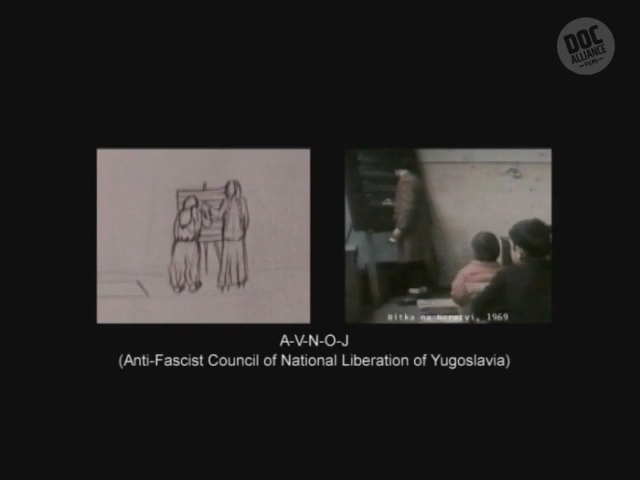 DOC
ALLIANCE
FILMS
Bitka na Neretvi, 1969
A-V-N-O-J
(Anti-Fascist Council of National Liberation of Yugoslavia)